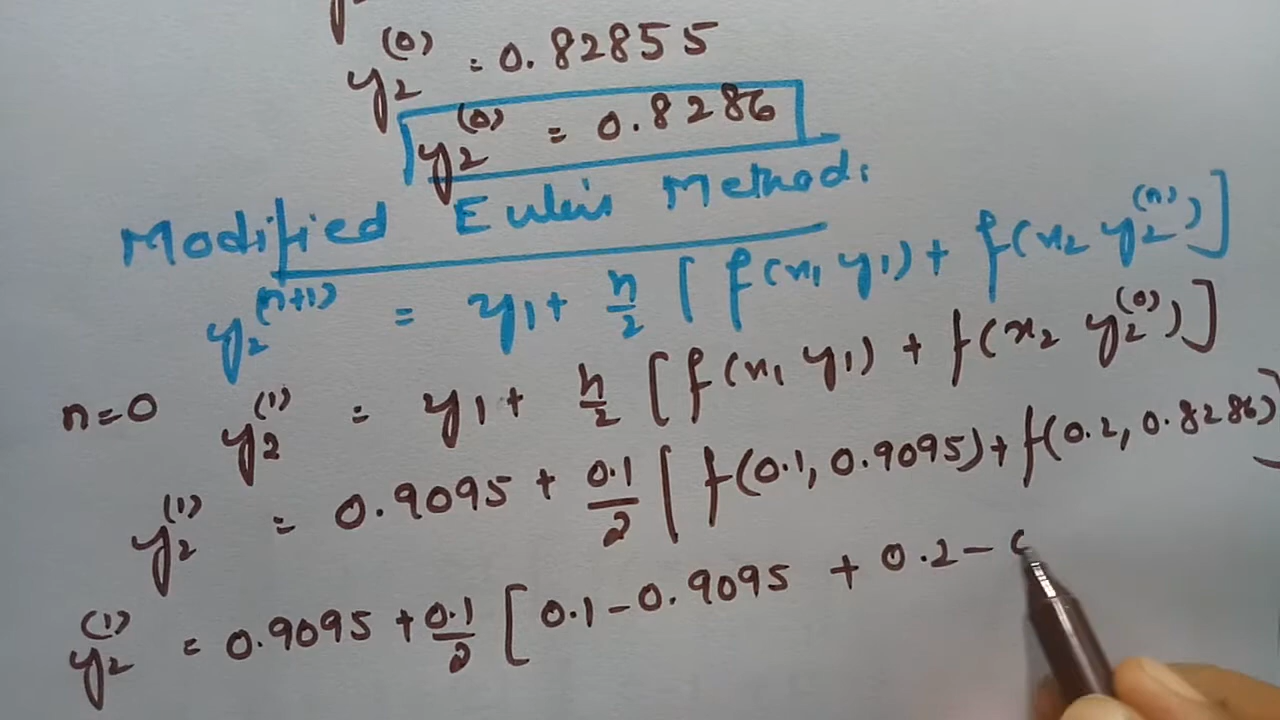 y₂⁽⁰⁾ = 0.82855
y₂⁽⁰⁾ = 0.8286
Modified Euler's Method:
y₂⁽ⁿ⁺¹⁾ = y₁ + h/2 [f(x₁ y₁) + f(x₂ y₂⁽ⁿ⁾)]
n=0 y₂⁽¹⁾ = y₁ + h/2 [f(x₁ y₁) + f(x₂ y₂⁽⁰⁾)]
y₂⁽¹⁾ = 0.9095 + 0.1/2 [f(0.1, 0.9095) + f(0.2, 0.8286)]
y₂⁽¹⁾ = 0.9095 + 0.1/2 [0.1 - 0.9095 + 0.2 -